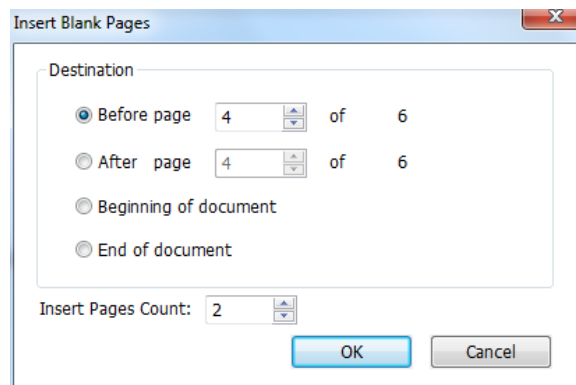 Insert Blank Pages
Destination
Before page 4 of 6
After page 4 of 6
Beginning of document
End of document
Insert Pages Count: 2
OK Cancel